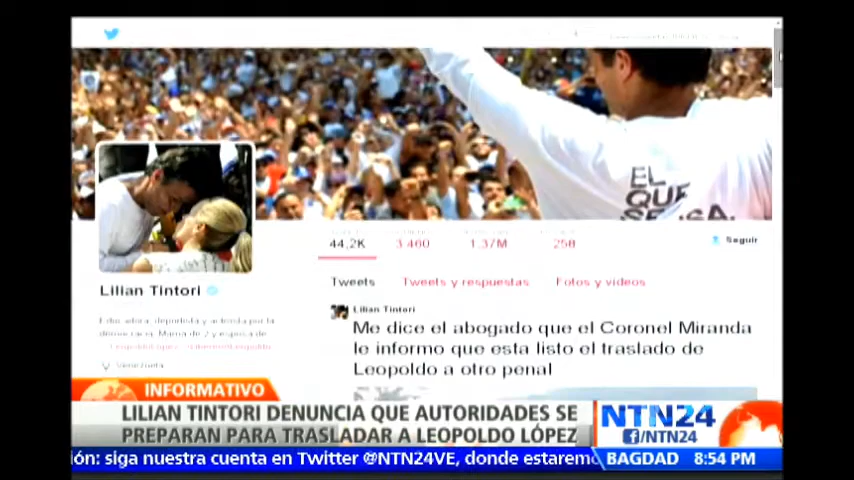 EL
QUE
44,2K
3.460
1,37M
258
Seguir
Tweets
Tweets y respuestas
Fotos y videos
Lilian Tintori
Venezuela
Lilian Tintori
Me dice el abogado que el Coronel Miranda
le informo que esta listo el traslado de
Leopoldo a otro penal
INFORMATIVO
LILIAN TINTORI DENUNCIA QUE AUTORIDADES SE
PREPARAN PARA TRASLADAR A LEOPOLDO LÓPEZ
NTN24
f/NTN24
ión: siga nuestra cuenta en Twitter @NTN24VE, donde estaremo
BAGDAD 8:54 PM